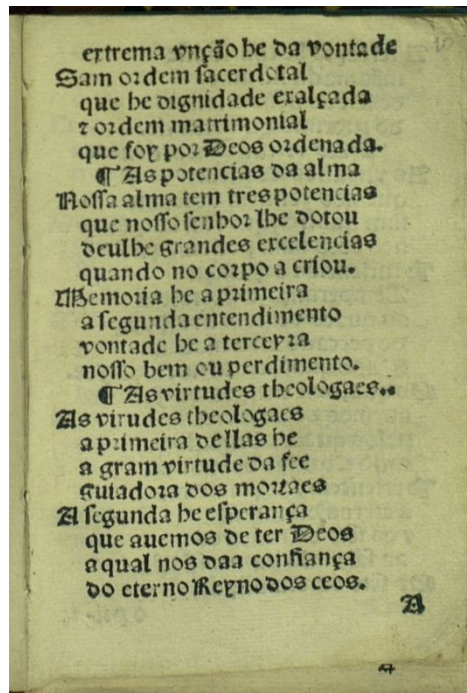 extrema vnção he da vontade
Sam ordem sacerdotal
que he dignidade exalçada
⁊ ordem matrimonial
que foy por Deos ordenada.
¶ As potencias da alma
Nossa alma tem tres potencias
que nosso senhor lhe dotou
deulhe grandes excelencias
quando no corpo a criou.
Memoria he a primeira
a segunda entendimento
vontade he a terceyra
nosso bem ou perdimento.
¶ As virtudes theologaes..
As virudes theologaes
a primeira dellas he
a gram virtude da fee
guiadora dos mortaes
A segunda he esperança
que auemos de ter Deos
a qual nos daa confiança
do eterno Reyno dos ceos.
A